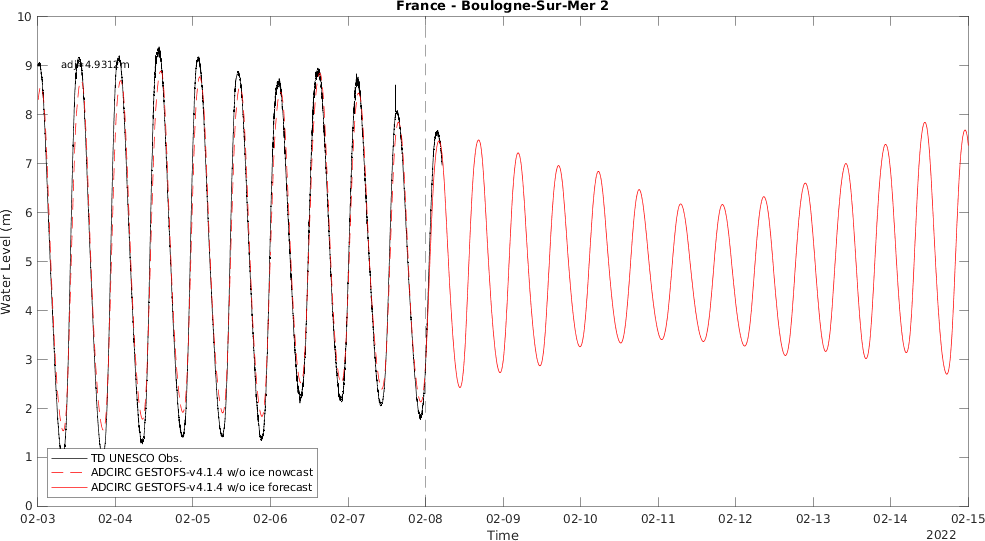 France - Boulogne-Sur-Mer 2
10
9
8
7
6
5
4
3
2
1
0
Water Level (m)
adj=4.9312m
TD UNESCO Obs.
ADCIRC GESTOFS-v4.1.4 w/o ice nowcast
ADCIRC GESTOFS-v4.1.4 w/o ice forecast
02-03 02-04 02-05 02-06 02-07 02-08 02-09 02-10 02-11 02-12 02-13 02-14 02-15
Time
2022